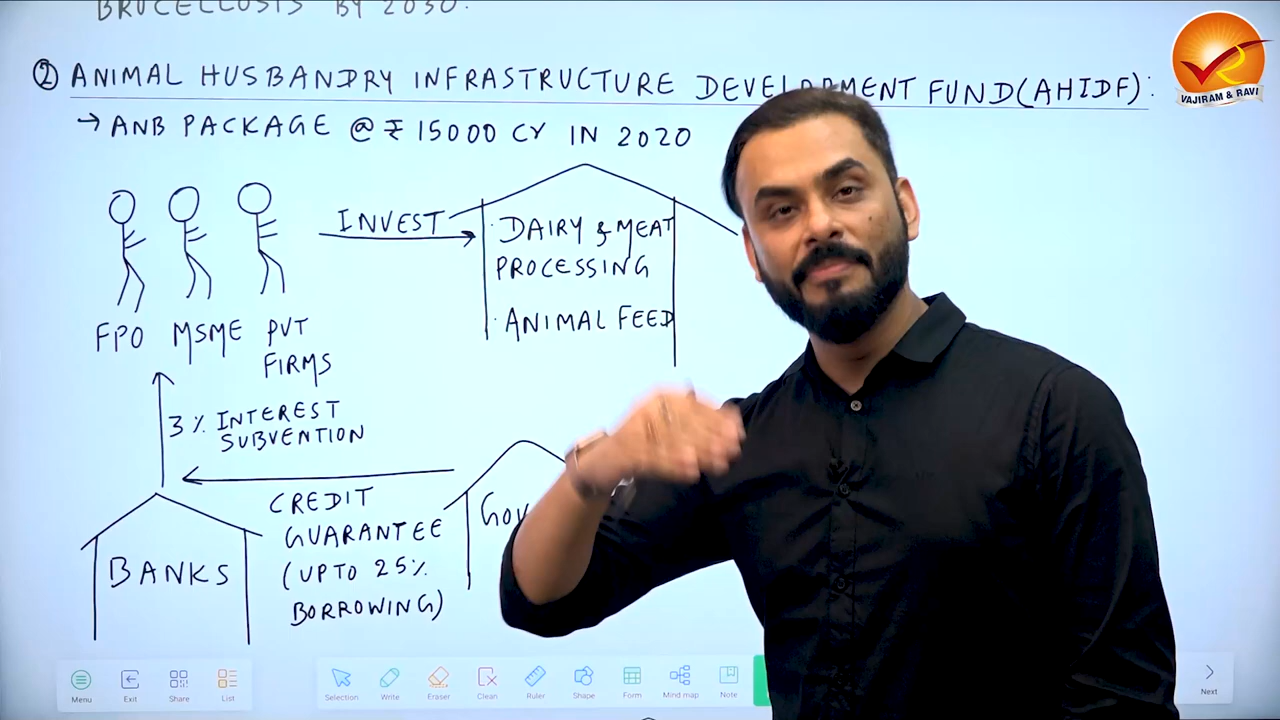 BRUCELLOSIS BY 2030.
② ANIMAL HUSBANDRY INFRASTRUCTURE DEVELOPMENT FUND(AHIDF):
→ ANB PACKAGE @ ₹ 15000 CY IN 2020
VAJIRAM & RAVI
INVEST
· DAIRY & MEAT
PROCESSING
· ANIMAL FEED
FPO MSME PVT
FIRMS
3% INTEREST
SUBVENTION
CREDIT
GUARANTEE
(UPTO 25%
BORROWING)
BANKS
Gov
Menu Exit Share List Selection Write Eraser Clean Ruler Shape Form Mind map Note Next